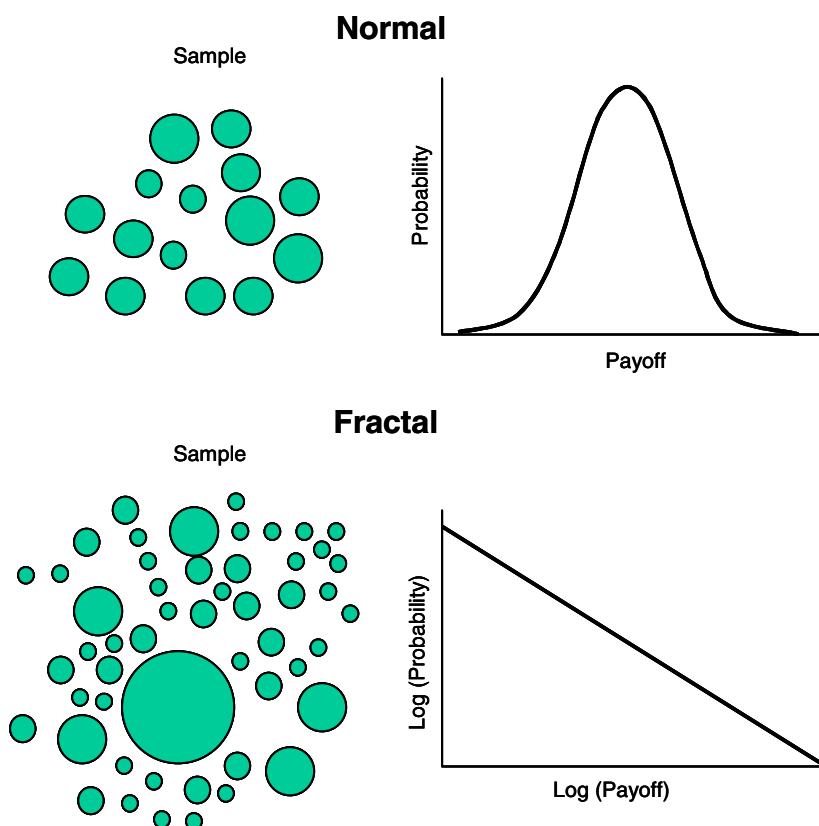 Normal
Sample
Probability
Payoff
Fractal
Sample
Log (Probability)
Log (Payoff)